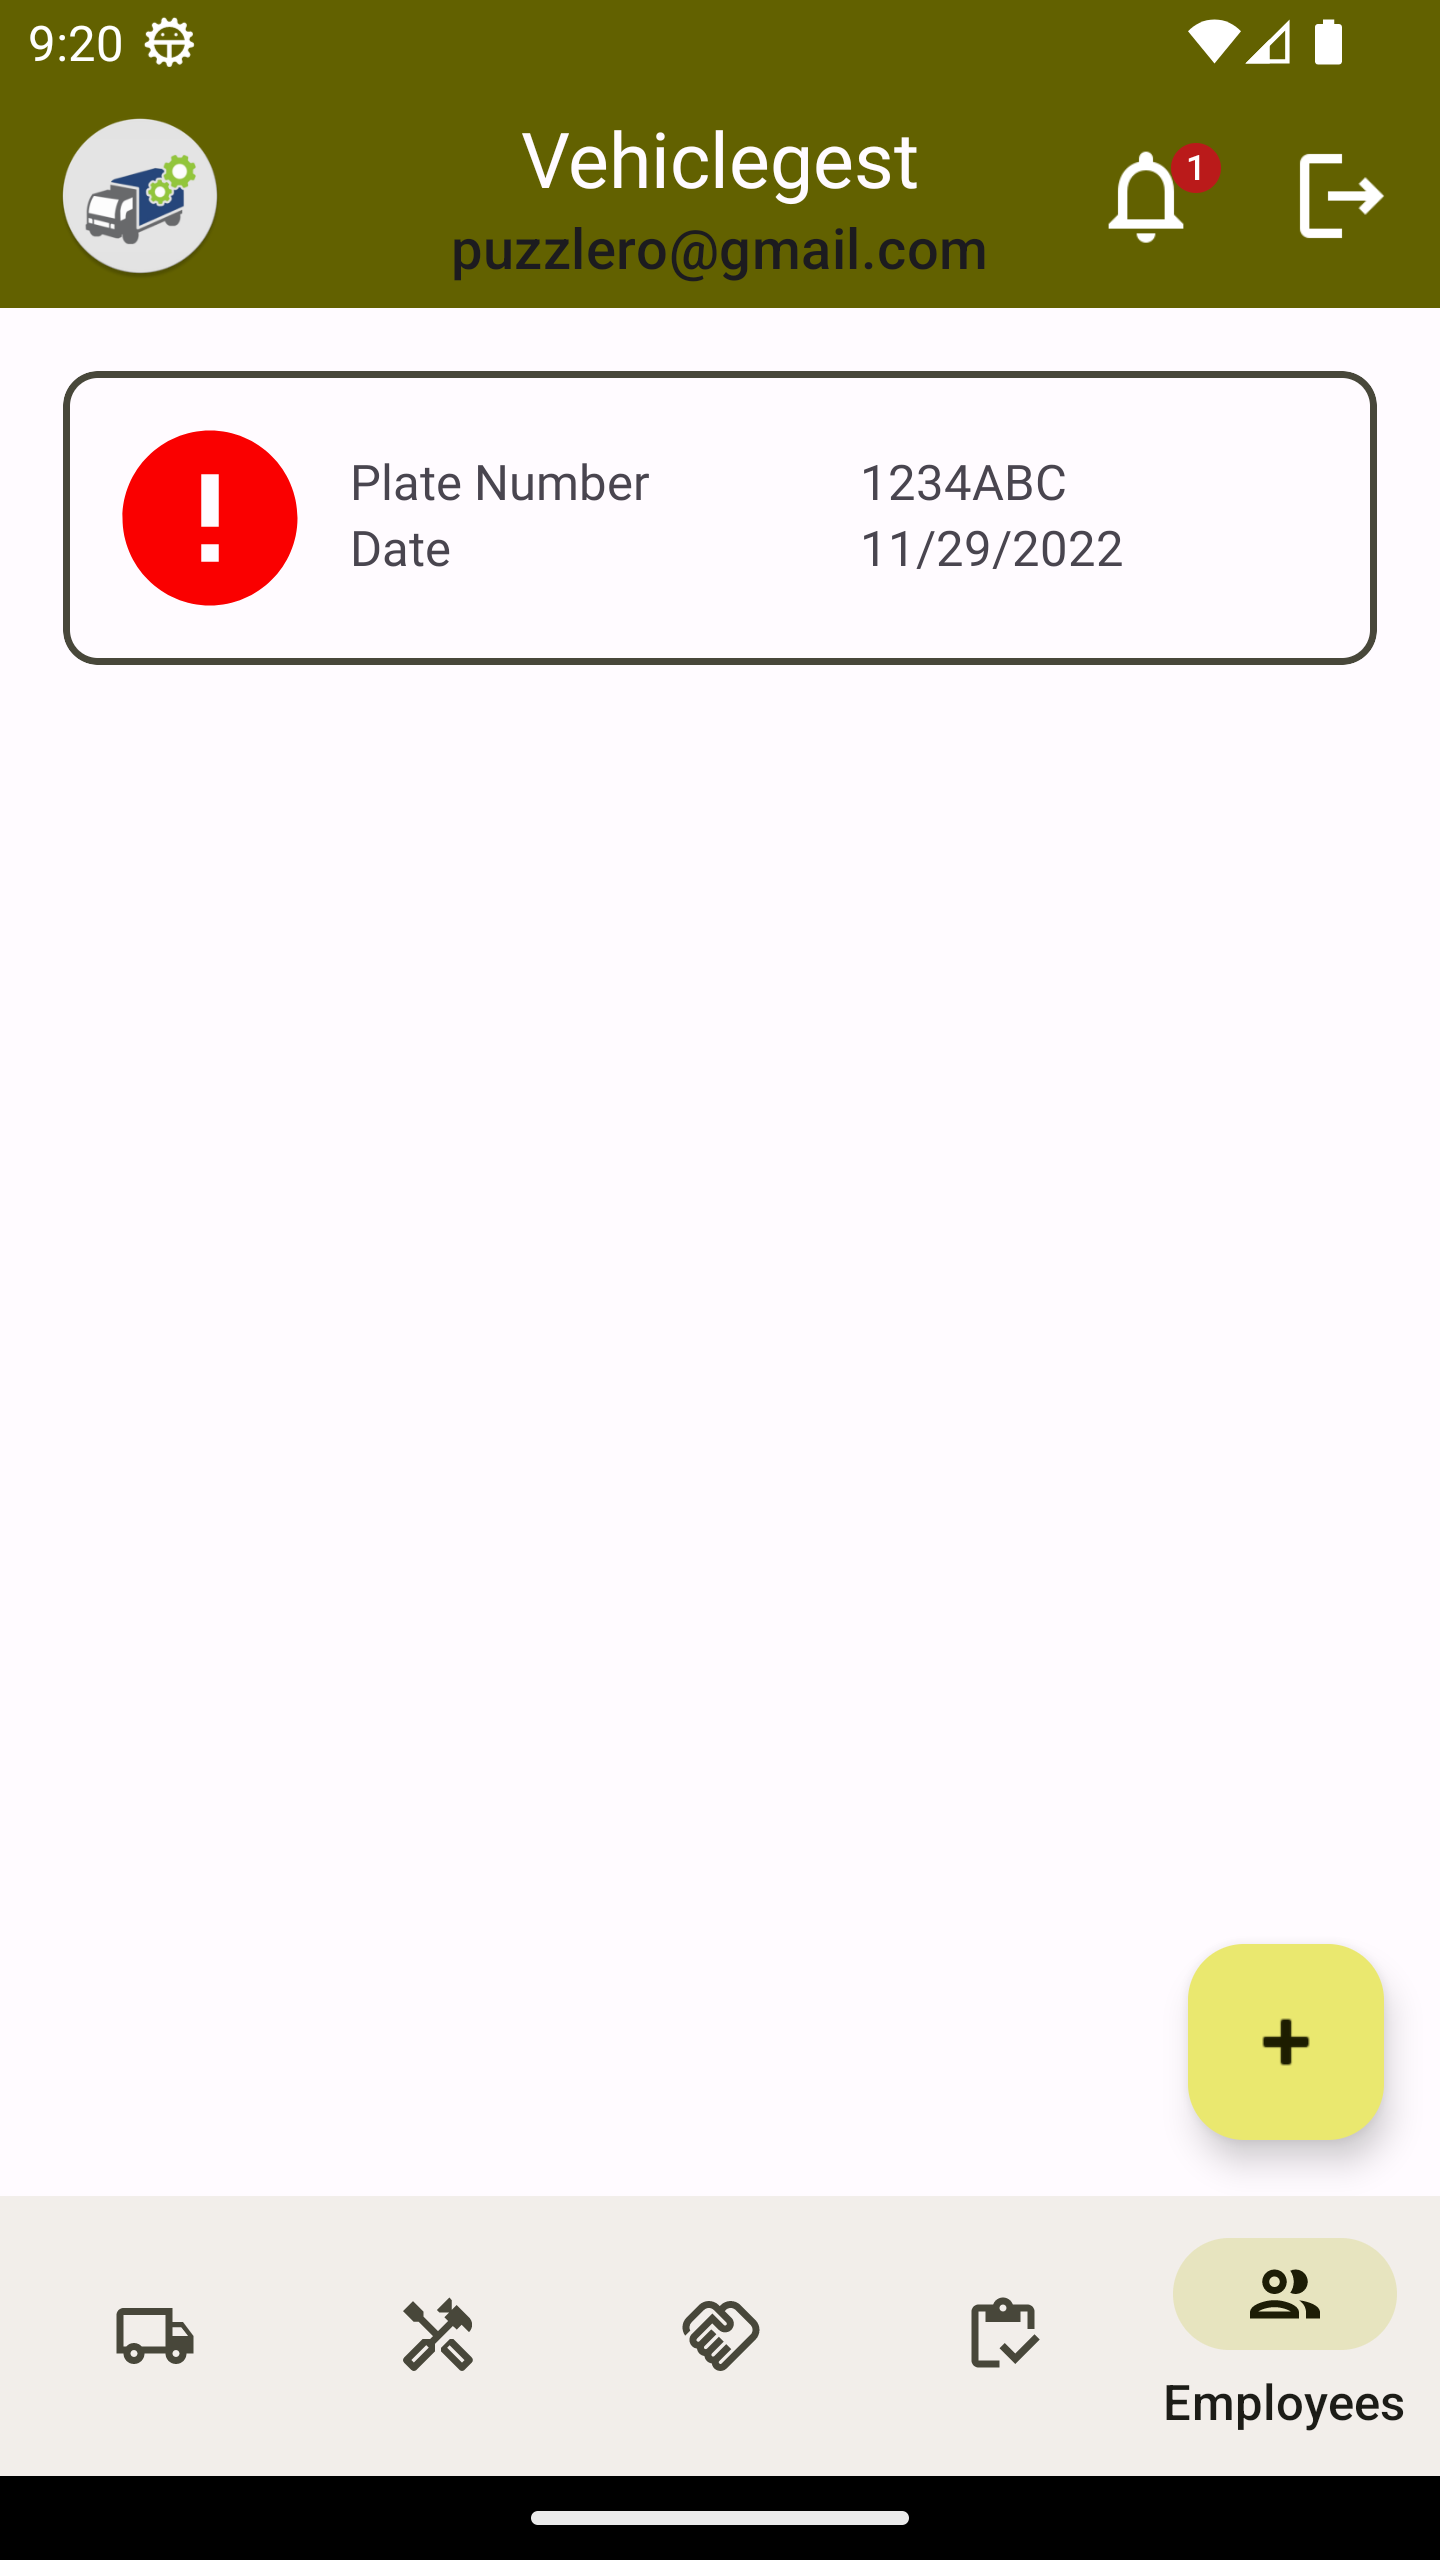 9:20
Vehiclegest
1
puzzlero@gmail.com
Plate Number 1234ABC
Date 11/29/2022
Employees